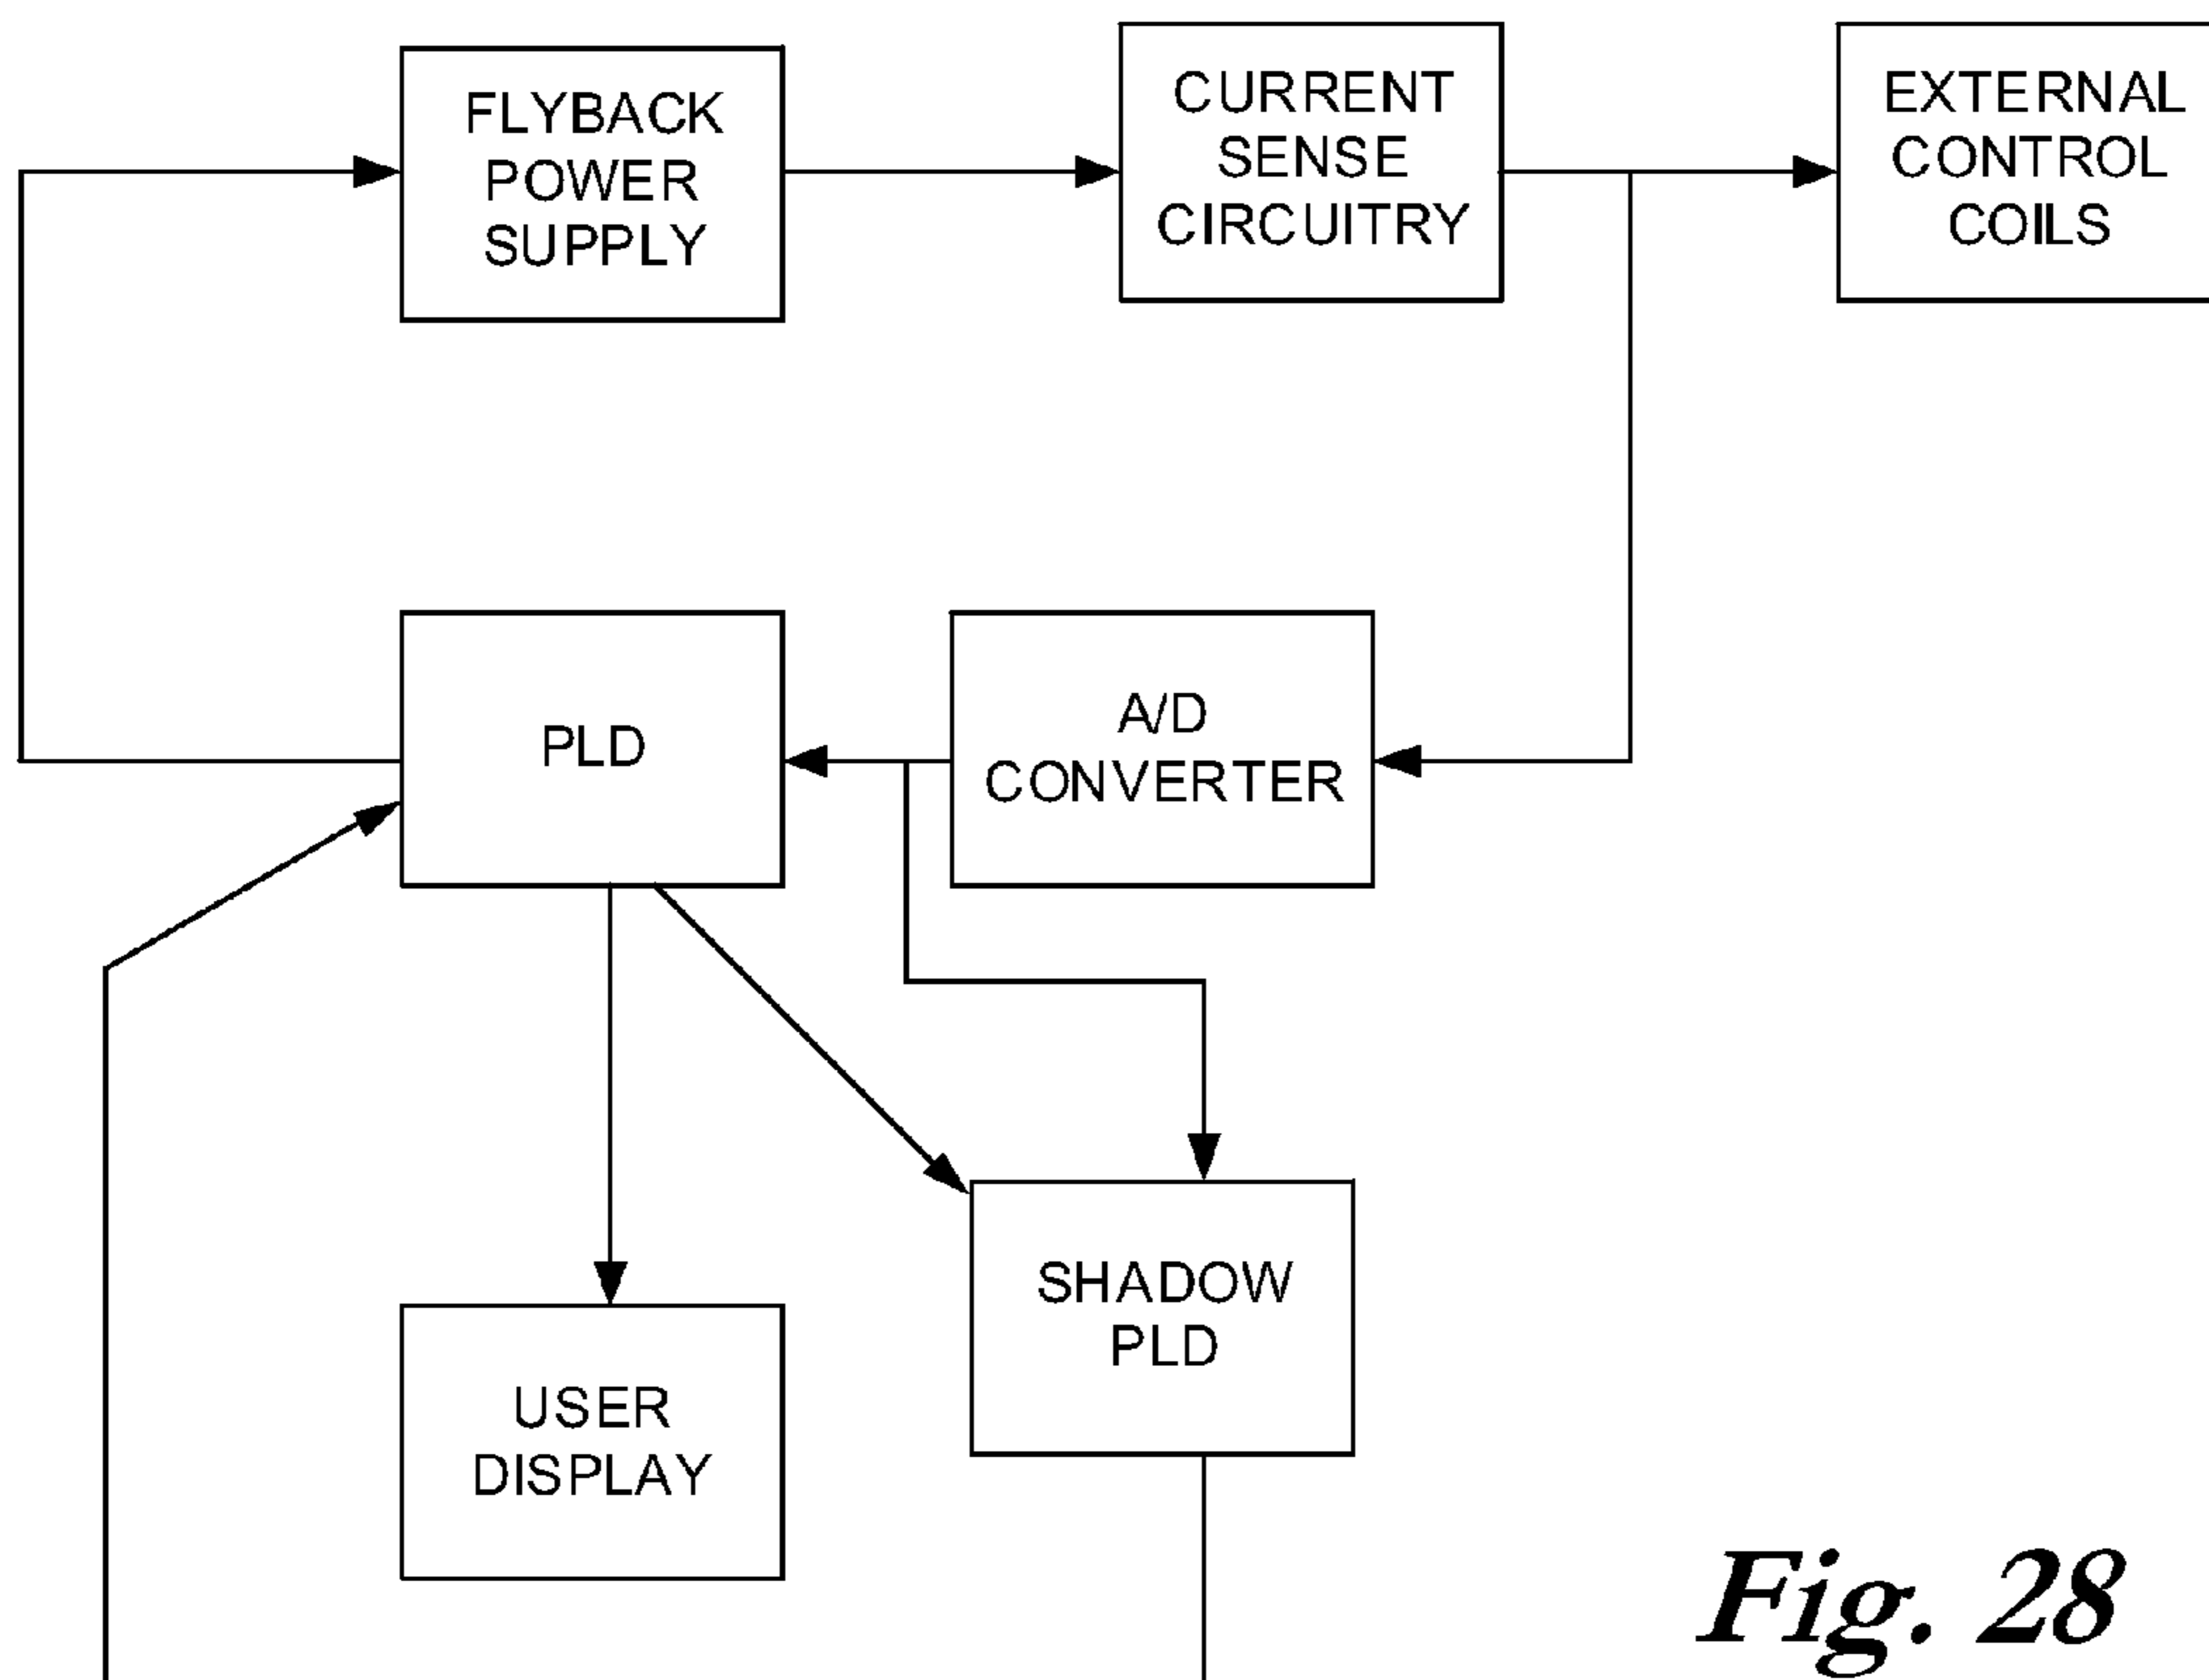 FLYBACK
POWER
SUPPLY
CURRENT
SENSE
CIRCUITRY
EXTERNAL
CONTROL
COILS
PLD
A/D
CONVERTER
SHADOW
PLD
USER
DISPLAY
Fig. 28